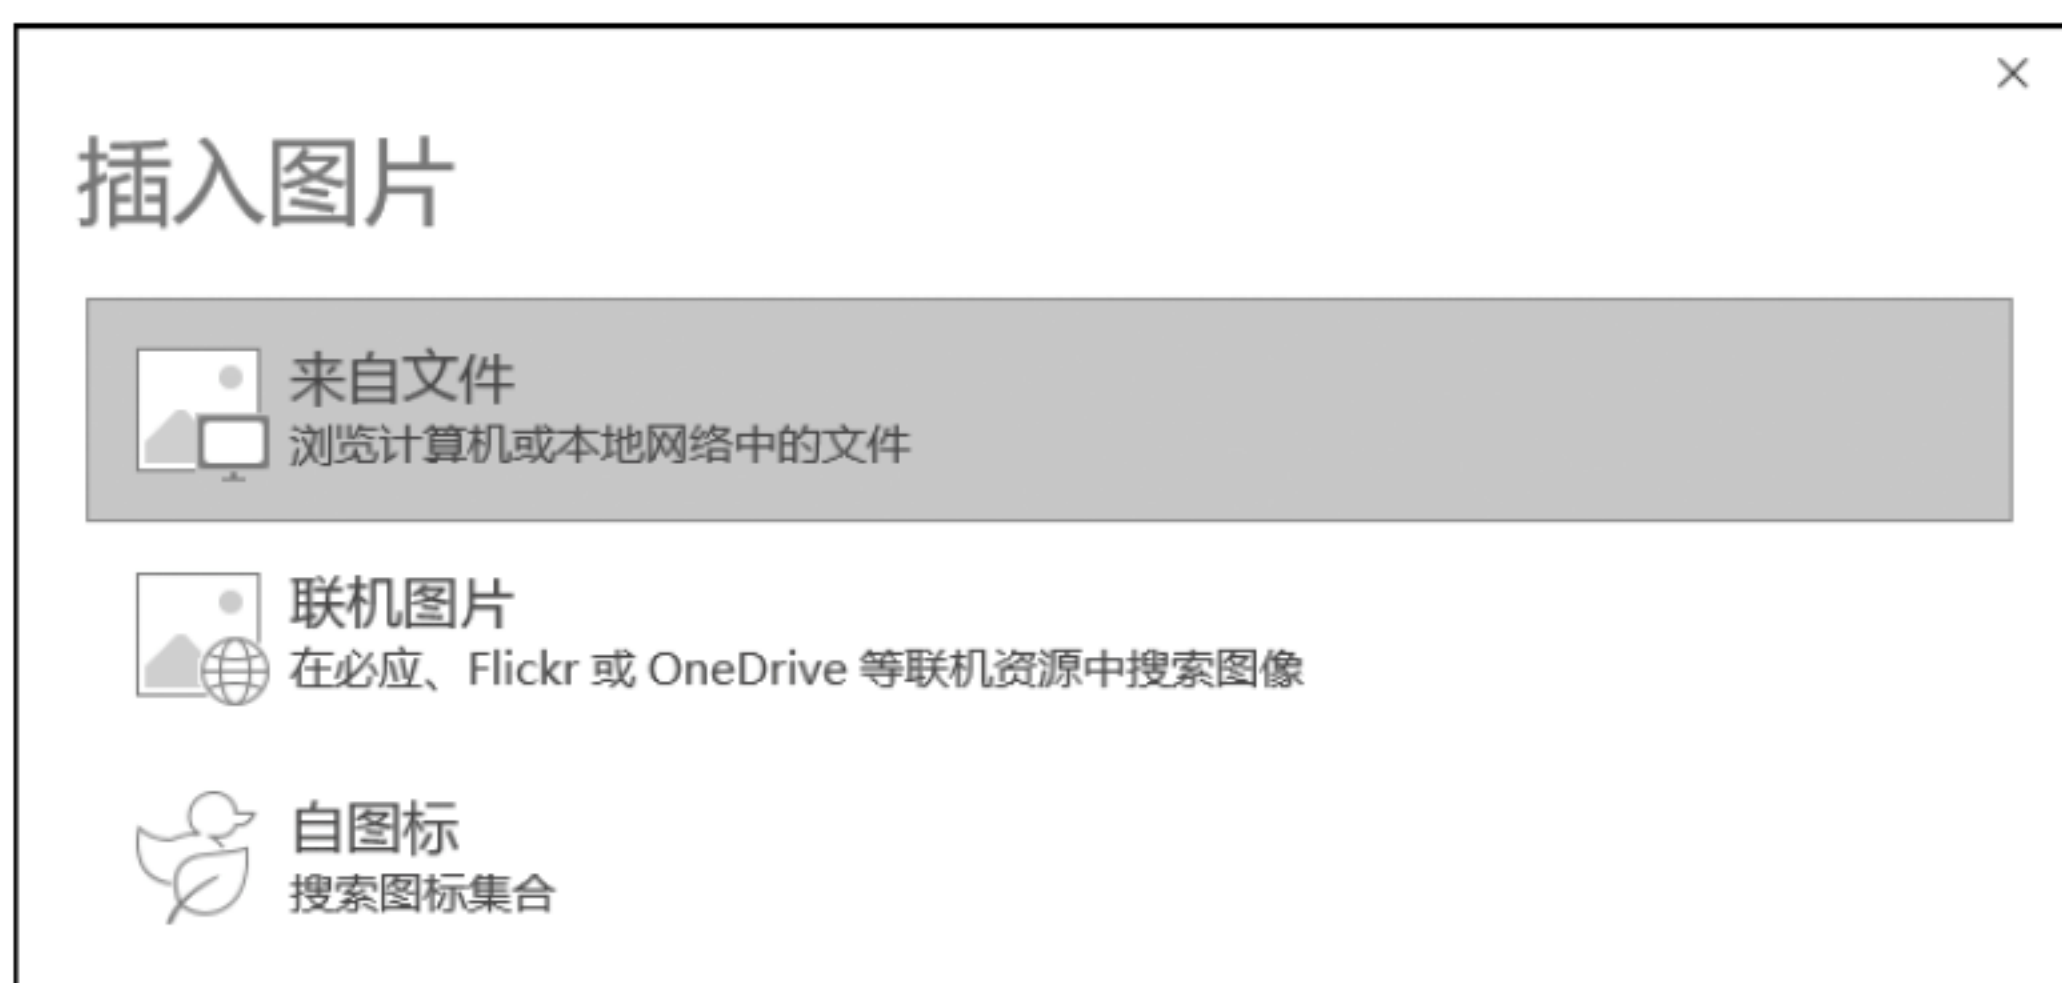 插入图片
来自文件
浏览计算机或本地网络中的文件
联机图片
在必应、Flickr 或 OneDrive 等联机资源中搜索图像
自图标
搜索图标集合